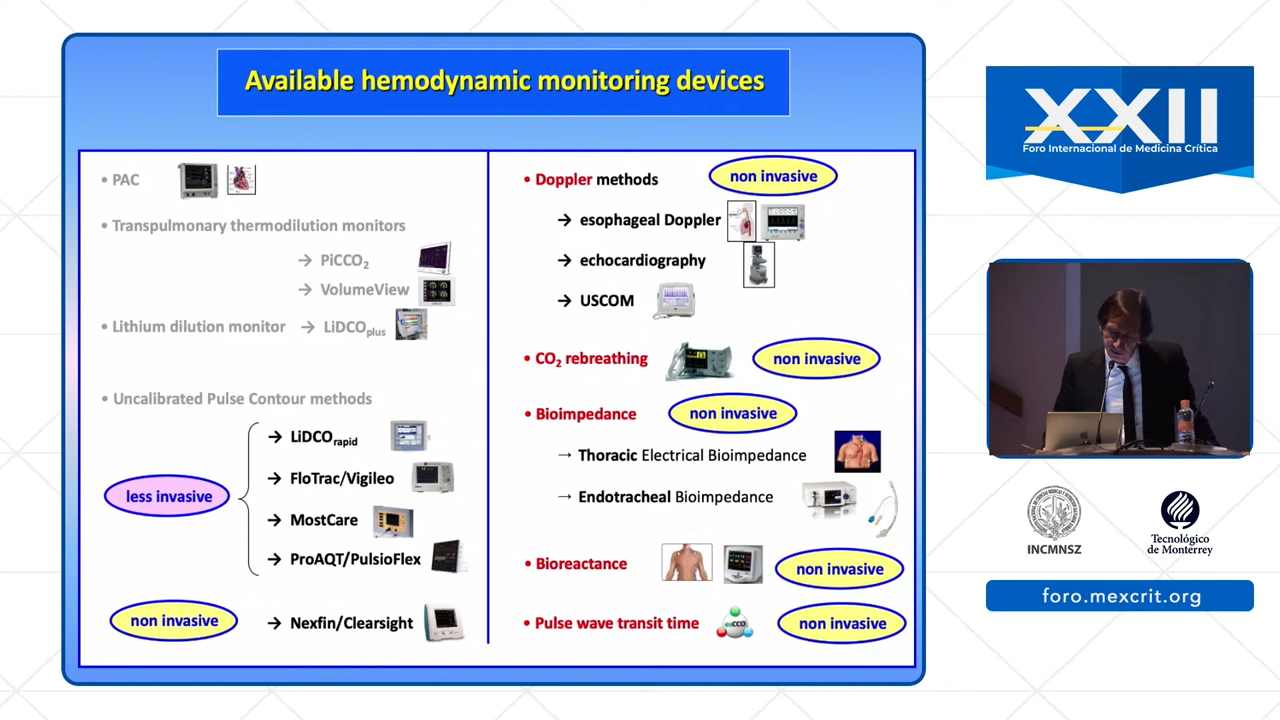 Available hemodynamic monitoring devices
• PAC
• Transpulmonary thermodilution monitors
→ PiCCO2
→ VolumeView
• Lithium dilution monitor → LiDCOplus
• Uncalibrated Pulse Contour methods
less invasive
→ LiDCOrapid
→ FloTrac/Vigileo
→ MostCare
→ ProAQT/PulsioFlex
non invasive
→ Nexfin/Clearsight
• Doppler methods
non invasive
→ esophageal Doppler
→ echocardiography
→ USCOM
• CO2 rebreathing
non invasive
• Bioimpedance
non invasive
→ Thoracic Electrical Bioimpedance
→ Endotracheal Bioimpedance
• Bioreactance
non invasive
• Pulse wave transit time
esCCO
non invasive
XXII
Foro Internacional de Medicina Crítica
INCMNSZ
Tecnológico
de Monterrey
foro.mexcrit.org